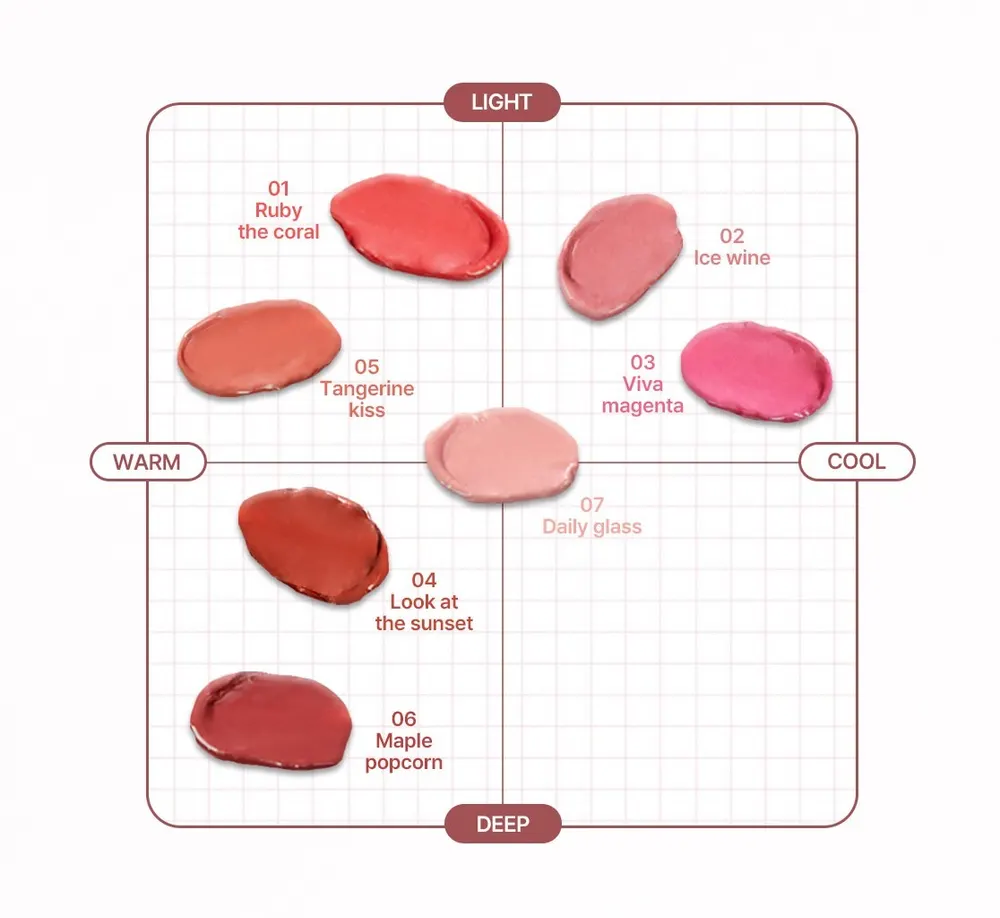 LIGHT
01
Ruby
the coral
02
Ice wine
03
Viva
magenta
05
Tangerine
kiss
WARM
COOL
07
Daily glass
04
Look at
the sunset
06
Maple
popcorn
DEEP